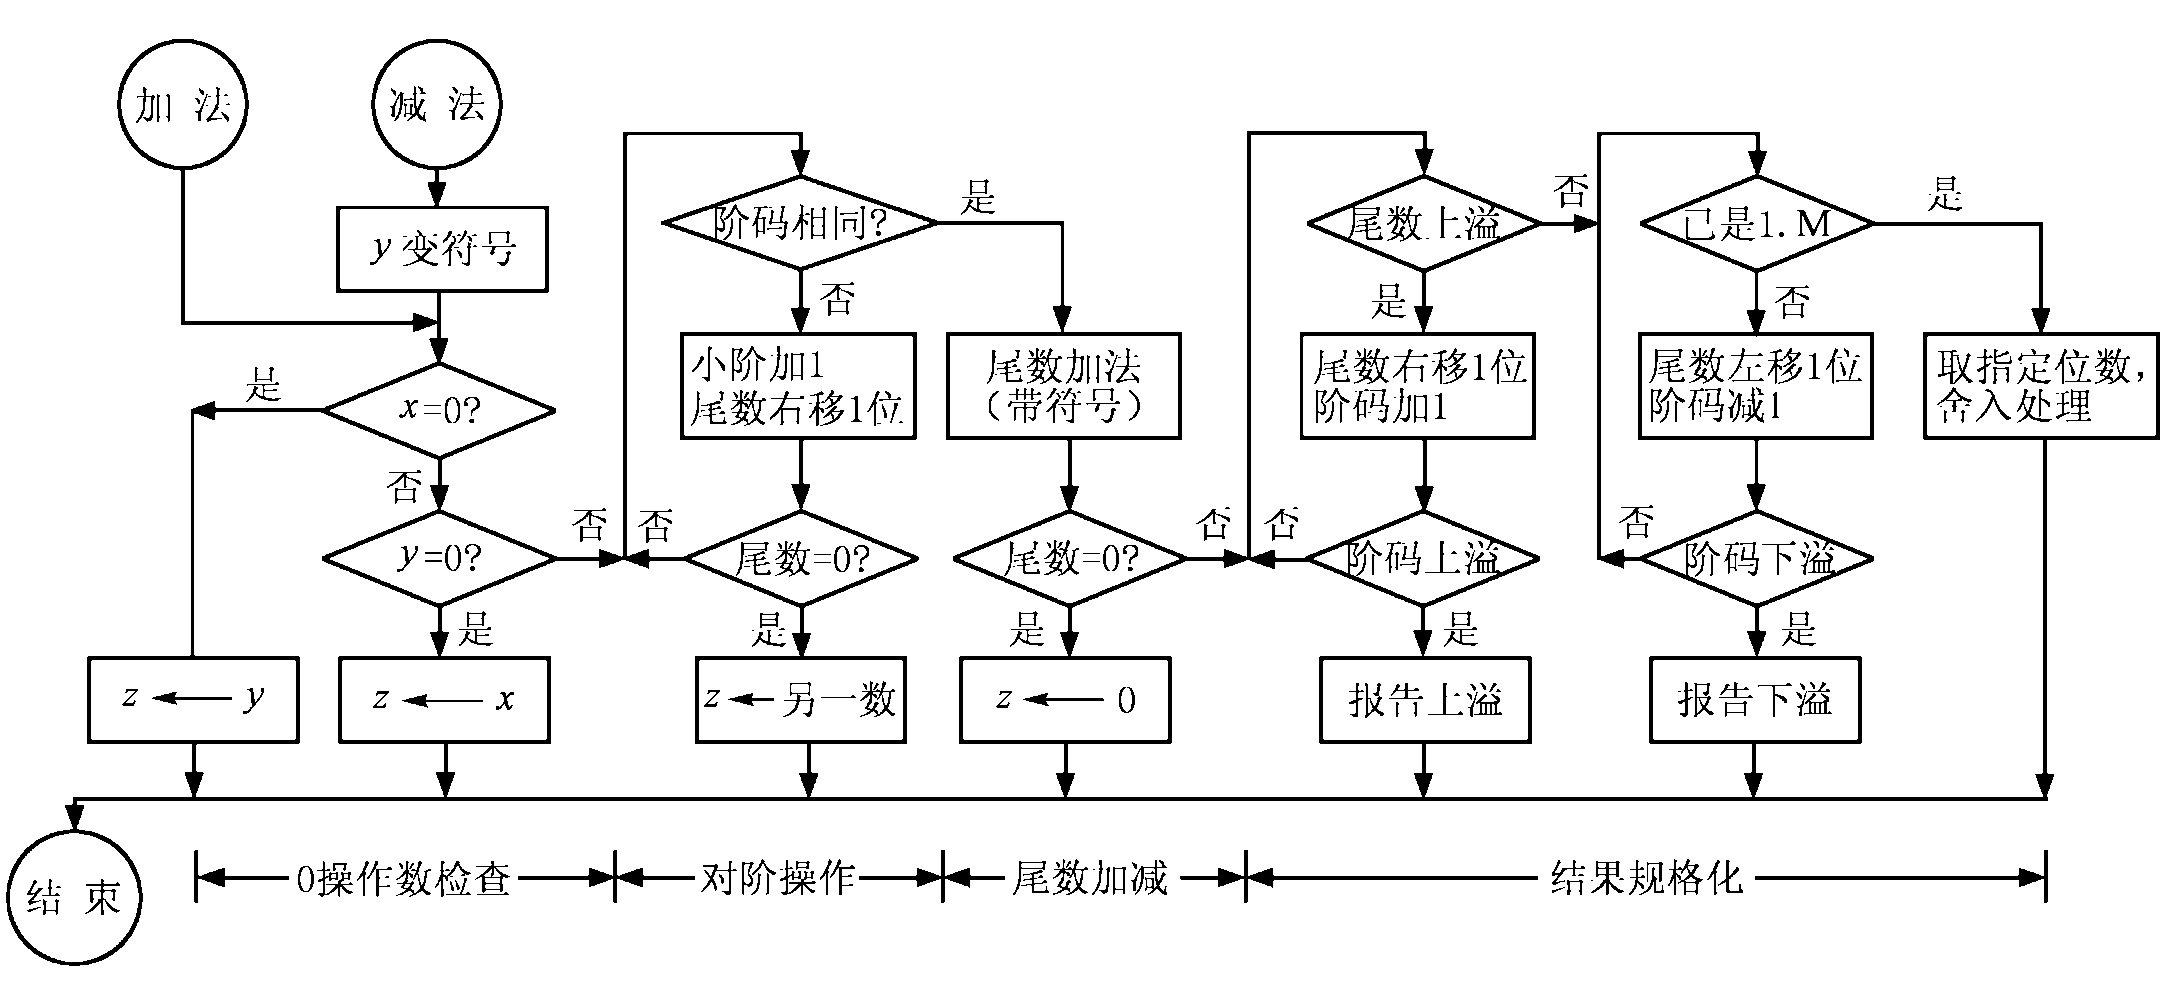 加 法
减 法
y变符号
是
x=0?
否
y=0?
否
是
z ← y
z ← x
阶码相同?
是
否
小阶加1
尾数右移1位
否
尾数=0?
是
z ← 另一数
尾数加法
（带符号）
尾数=0?
否
是
z ← 0
尾数上溢
否
是
尾数右移1位
阶码加1
否
阶码上溢
是
报告上溢
已是1. M
是
否
尾数左移1位
阶码减1
否
阶码下溢
是
报告下溢
取指定位数，
舍入处理
结 束
0操作数检查
对阶操作
尾数加减
结果规格化